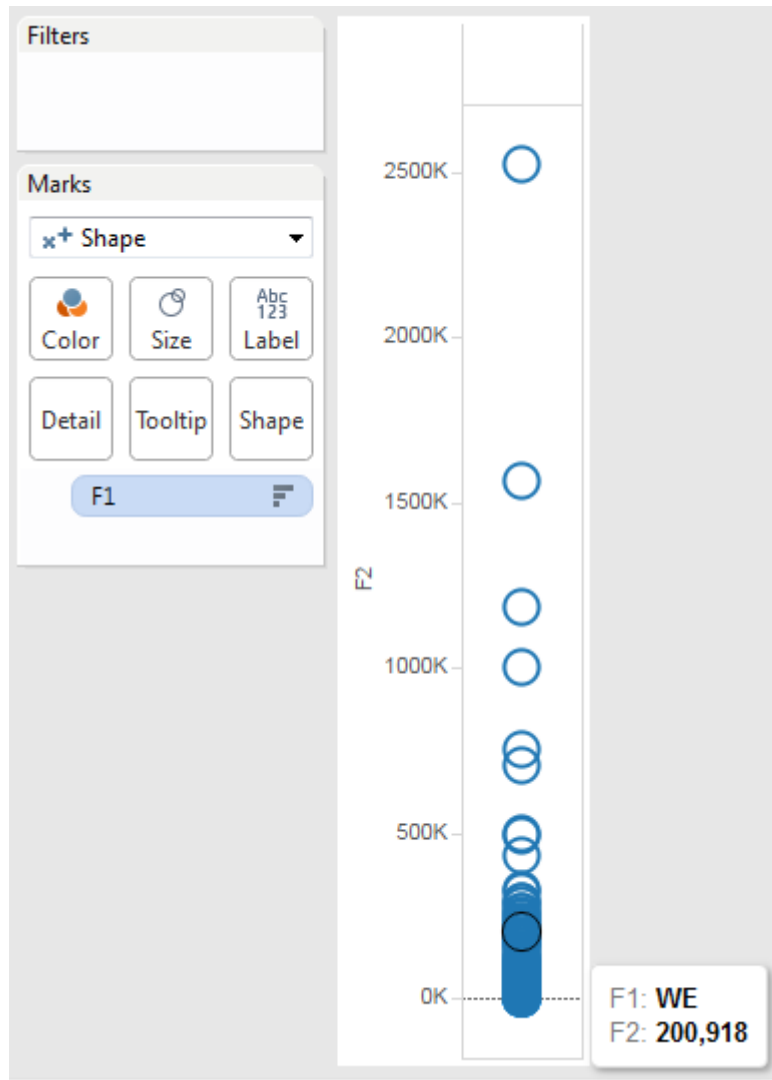 Filters
Marks
Shape
Color
Size
Abc
123
Label
Detail
Tooltip
Shape
F1
F2
2500K
2000K
1500K
1000K
500K
0K
F1: WE
F2: 200,918